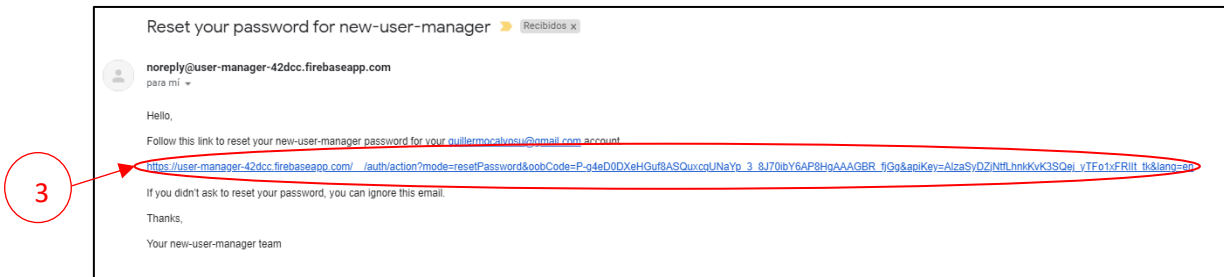 Reset your password for new-user-manager Recibidos x
noreply@user-manager-42dcc.firebaseapp.com
para mí
Hello,
Follow this link to reset your new-user-manager password for your guillermocalvosu@gmail.com account.
https://user-manager-42dcc.firebaseapp.com/__/auth/action?mode=resetPassword&oobCode=P-g4eD0DXeHGuf8ASQuxcqUNaYp_3_8J70ibY6AP8HgAAAGBR_fjGg&apiKey=AIzaSyDZjNtfLhnkKvK3SQej_yTFo1xFRlIt_tk&lang=en
3
If you didn't ask to reset your password, you can ignore this email.
Thanks,
Your new-user-manager team